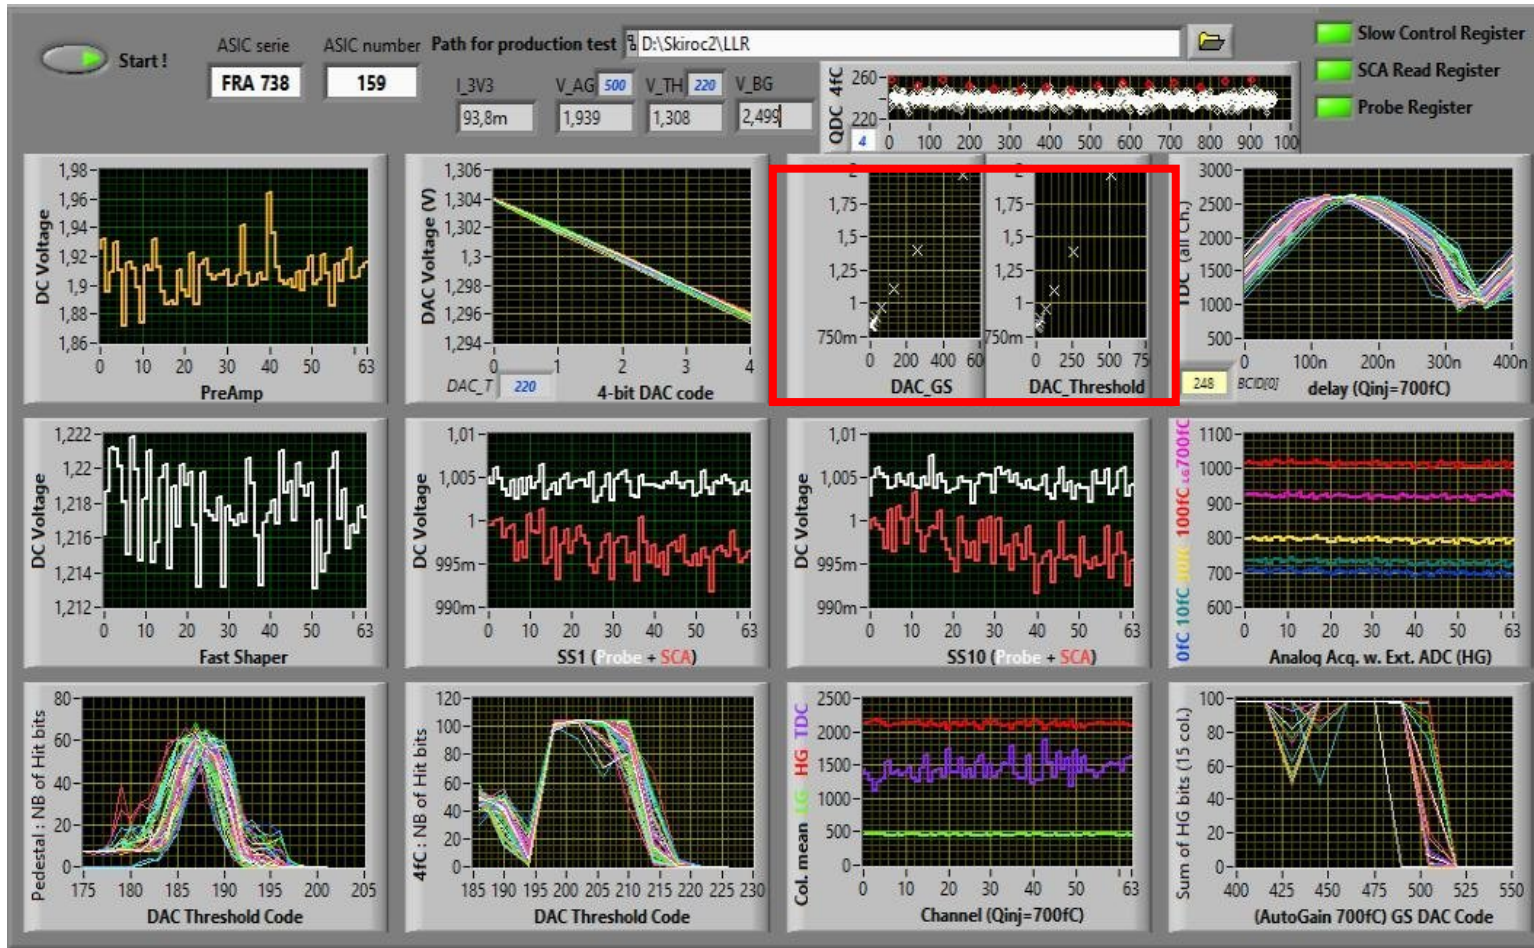 Start !
ASIC serie
FRA 738
ASIC number
159
Path for production test
D:\Skiroc2\LLR
I_3V3
93,8m
V_AG 500
1,939
V_TH 220
1,308
V_BG
2,499
QDC 4fC
4
260
220
0 100 200 300 400 500 600 700 800 900 100
Slow Control Register
SCA Read Register
Probe Register
DC Voltage
1,98
1,96
1,94
1,92
1,9
1,88
1,86
0 10 20 30 40 50 63
PreAmp
DAC Voltage (V)
1,306
1,304
1,302
1,3
1,298
1,296
1,294
0 1 2 3 4
DAC_T 220
4-bit DAC code
2
1,75
1,5
1,25
1
750m
0 200 400 60
DAC_GS
2
1,75
1,5
1,25
1
750m
0 250 500 75
DAC_Threshold
TDC (all Ch.)
3000
2500
2000
1500
1000
500
0 100n 200n 300n 400n
248 BCID[0]
delay (Qinj=700fC)
DC Voltage
1,222
1,22
1,218
1,216
1,214
1,212
0 10 20 30 40 50 63
Fast Shaper
DC Voltage
1,01
1,005
1
995m
990m
0 10 20 30 40 50 63
SS1 (Probe + SCA)
DC Voltage
1,01
1,005
1
995m
990m
0 10 20 30 40 50 63
SS10 (Probe + SCA)
0fC 10fC 40fC 100fC LG700fC
1100
1000
900
800
700
600
0 10 20 30 40 50 63
Analog Acq. w. Ext. ADC (HG)
Pedestal : NB of Hit bits
80
60
40
20
0
175 180 185 190 195 200 205
DAC Threshold Code
4fC : NB of Hit bits
120
100
80
60
40
20
0
185 190 195 200 205 210 215 220 225 230
DAC Threshold Code
Col. mean LG HG TDC
2500
2000
1500
1000
500
0
0 10 20 30 40 50 63
Channel (Qinj=700fC)
Sum of HG bits (15 col.)
100
80
60
40
20
0
400 425 450 475 500 525 550
(AutoGain 700fC) GS DAC Code